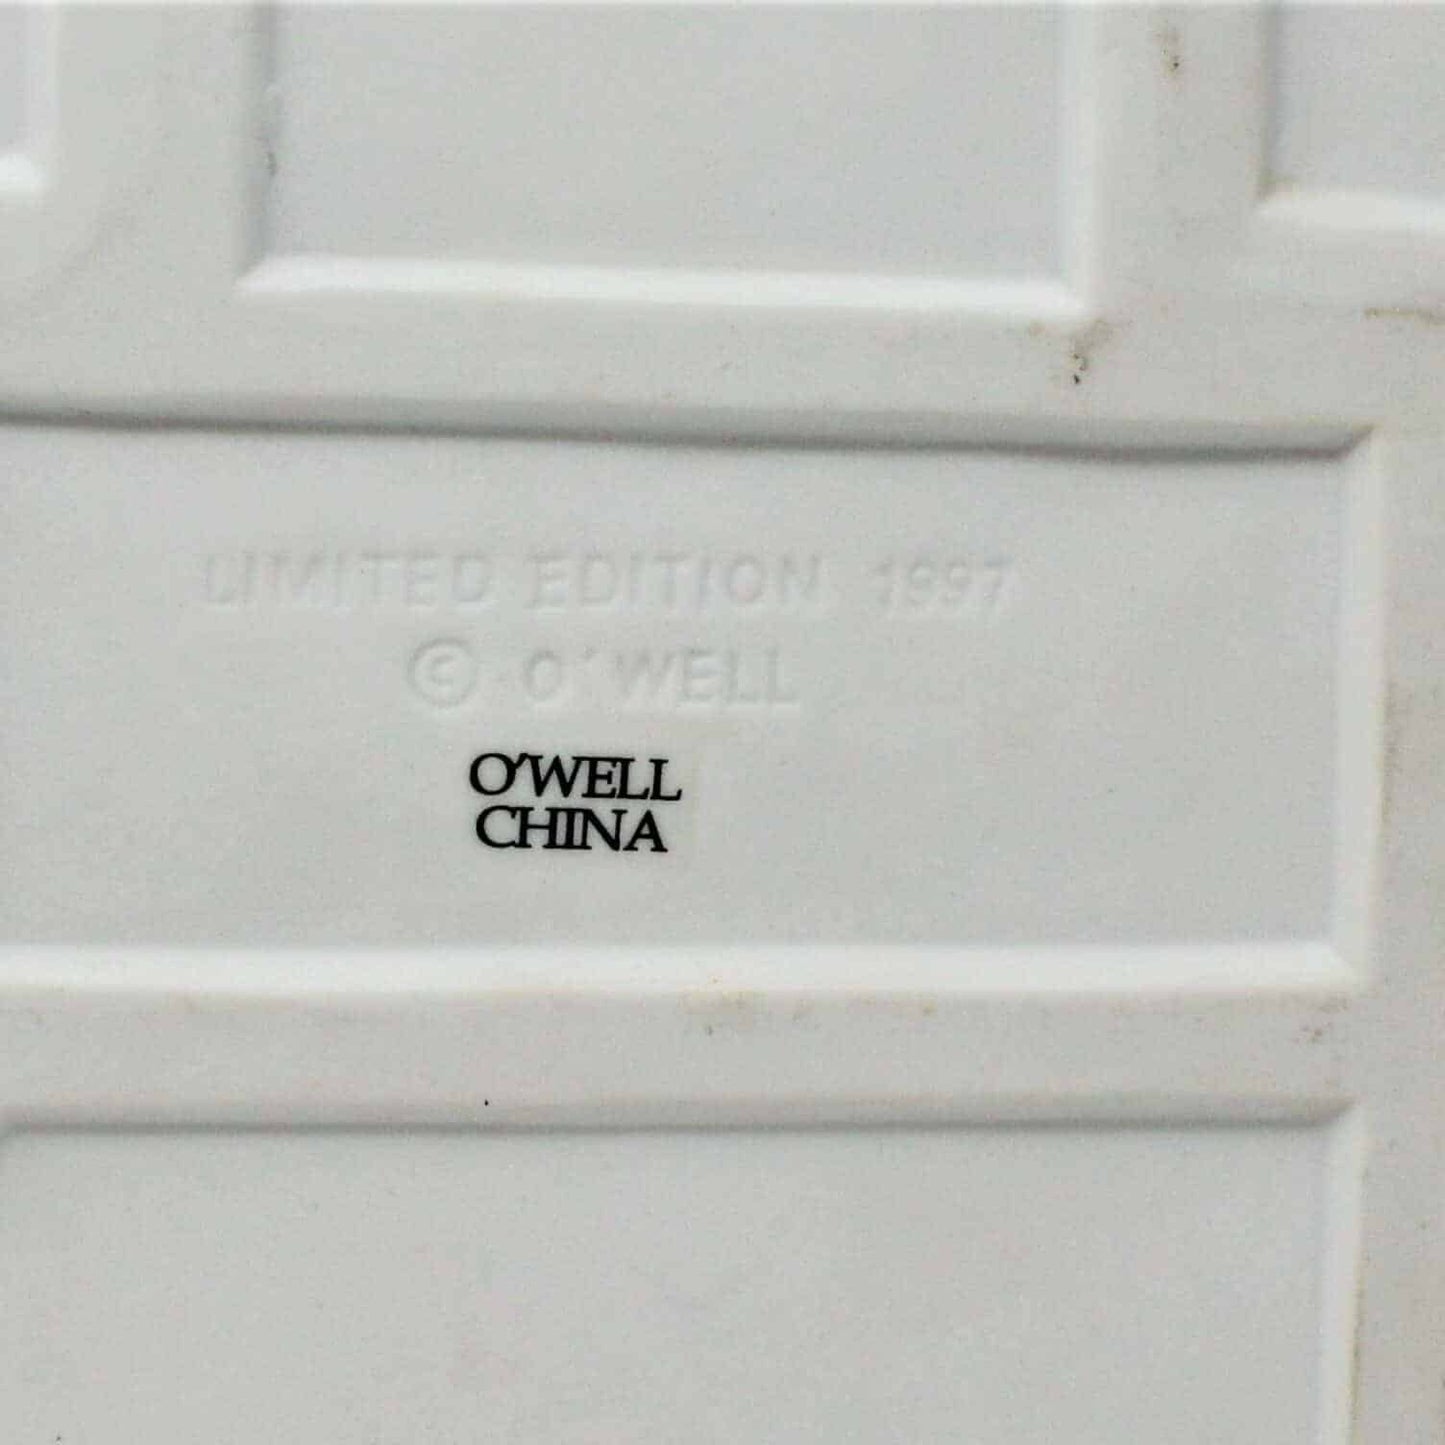 LIMITED EDITION 1997
© O'WELL
O'WELL
CHINA